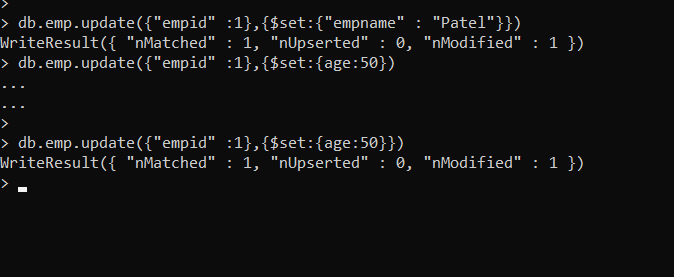 >
> db.emp.update({"empid" :1},{$set:{"empname" : "Patel"}})
WriteResult({ "nMatched" : 1, "nUpserted" : 0, "nModified" : 1 })
> db.emp.update({"empid" :1},{$set:{age:50})
...
...
>
> db.emp.update({"empid" :1},{$set:{age:50}})
WriteResult({ "nMatched" : 1, "nUpserted" : 0, "nModified" : 1 })
>